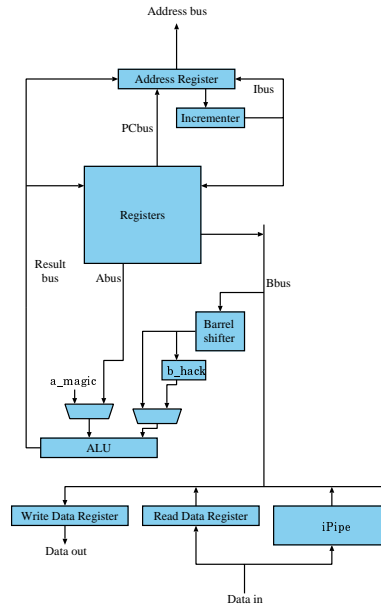 Address bus
Address Register
Ibus
Incrementer
PCbus
Registers
Result
bus
Abus
Bbus
Barrel
shifter
b_hack
a_magic
ALU
Write Data Register
Read Data Register
iPipe
Data out
Data in